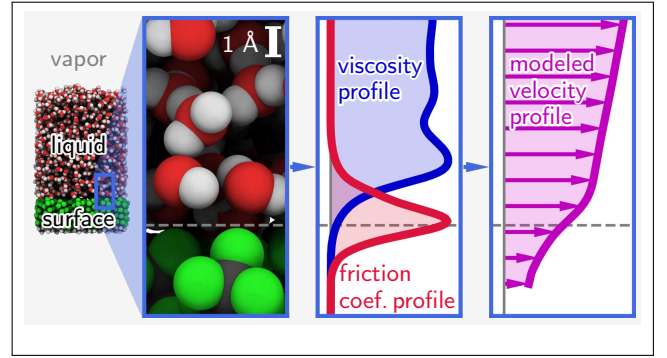 vapor
liquid
surface
1 Å
viscosity
profile
friction
coef. profile
modeled
velocity
profile